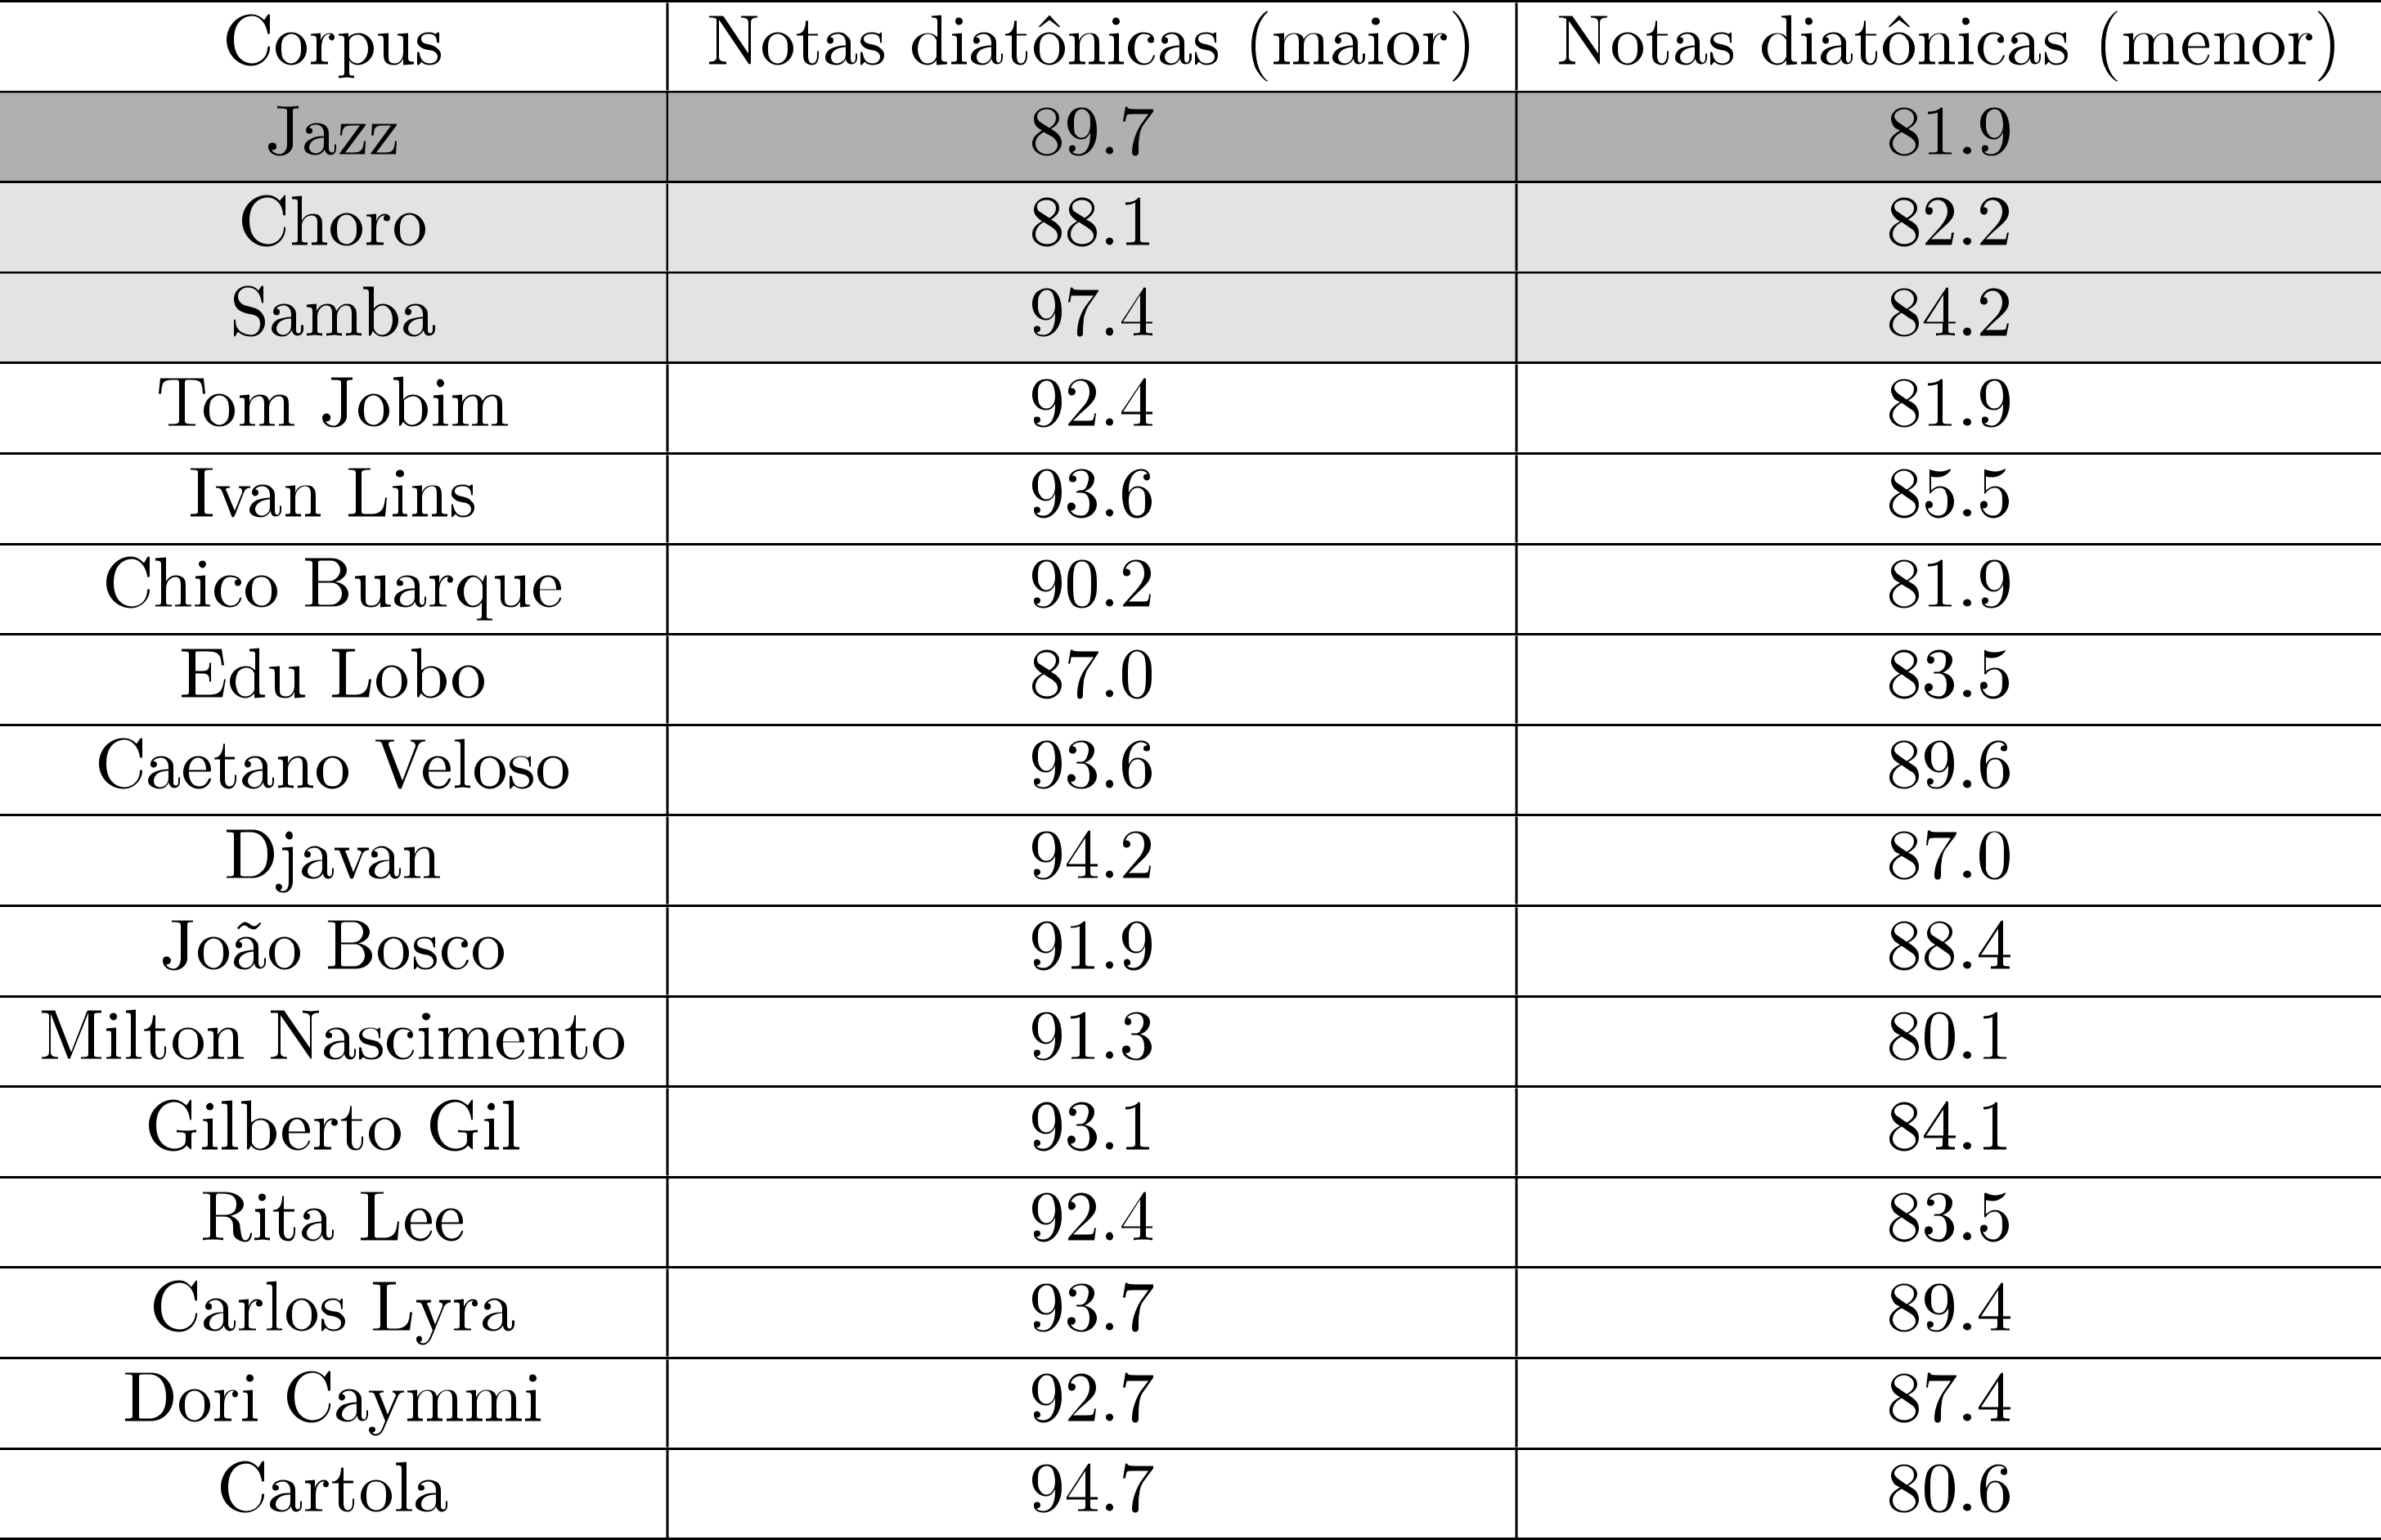 Corpus Notas diatônicas (maior) Notas diatônicas (menor)
Jazz 89.7 81.9
Choro 88.1 82.2
Samba 97.4 84.2
Tom Jobim 92.4 81.9
Ivan Lins 93.6 85.5
Chico Buarque 90.2 81.9
Edu Lobo 87.0 83.5
Caetano Veloso 93.6 89.6
Djavan 94.2 87.0
João Bosco 91.9 88.4
Milton Nascimento 91.3 80.1
Gilberto Gil 93.1 84.1
Rita Lee 92.4 83.5
Carlos Lyra 93.7 89.4
Dori Caymmi 92.7 87.4
Cartola 94.7 80.6